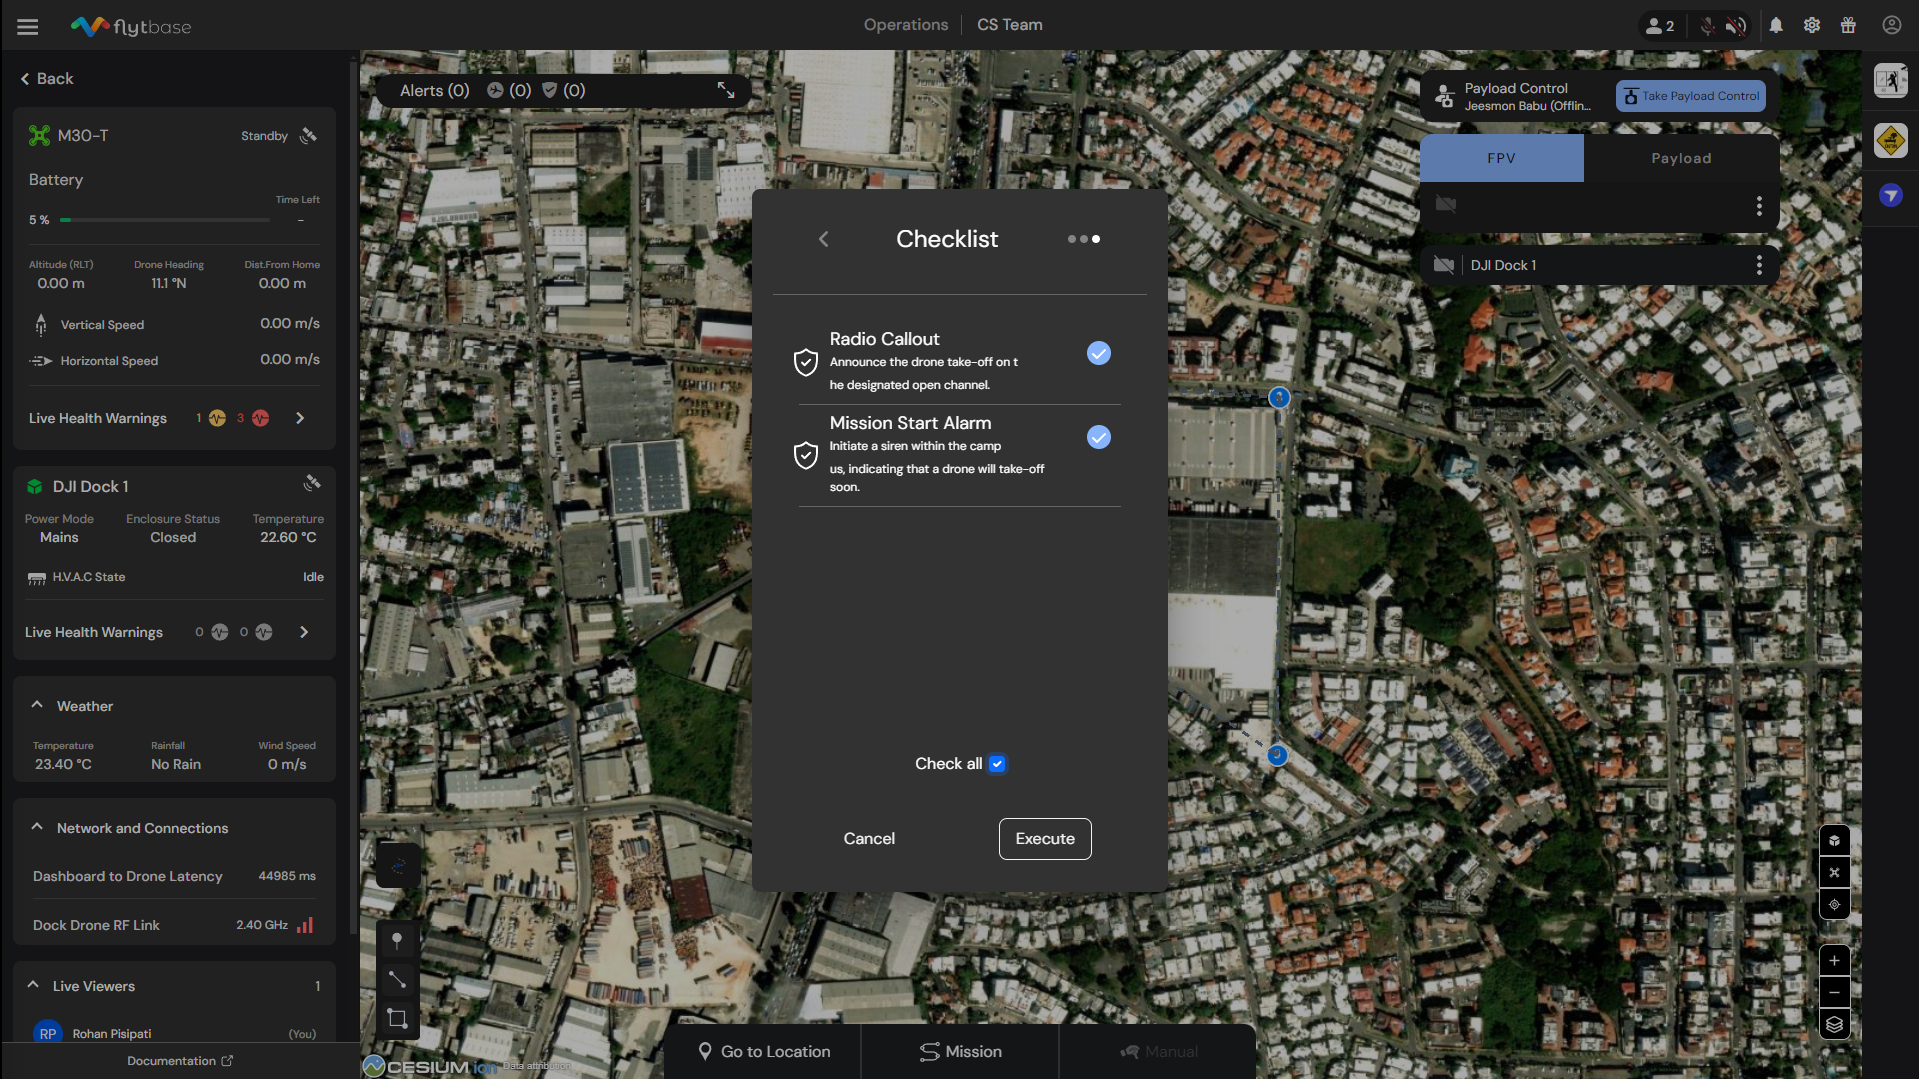 flytbase
Operations
CS Team
2
Back
M30-T
Standby
Battery
Time Left
5 %
-
Altitude (RLT)
Drone Heading
Dist.From Home
0.00 m
11.1 °N
0.00 m
Vertical Speed
0.00 m/s
Horizontal Speed
0.00 m/s
Live Health Warnings
1
3
DJI Dock 1
Power Mode
Enclosure Status
Temperature
Mains
Closed
22.60 °C
H.V.A.C State
Idle
Live Health Warnings
0
0
Weather
Temperature
Rainfall
Wind Speed
23.40 °C
No Rain
0 m/s
Network and Connections
Dashboard to Drone Latency
44985 ms
Dock Drone RF Link
2.40 GHz
Live Viewers
1
RP
Rohan Pisipati
(You)
Documentation
Alerts (0)
(0)
(0)
Checklist
Radio Callout
Announce the drone take-off on t
he designated open channel.
Mission Start Alarm
Initiate a siren within the camp
us, indicating that a drone will take-off
soon.
Check all
Cancel
Execute
Payload Control
Jeesmon Babu (Offlin...
Take Payload Control
FPV
Payload
DJI Dock 1
CESIUM ion
Data attribution
Go to Location
Mission
Manual